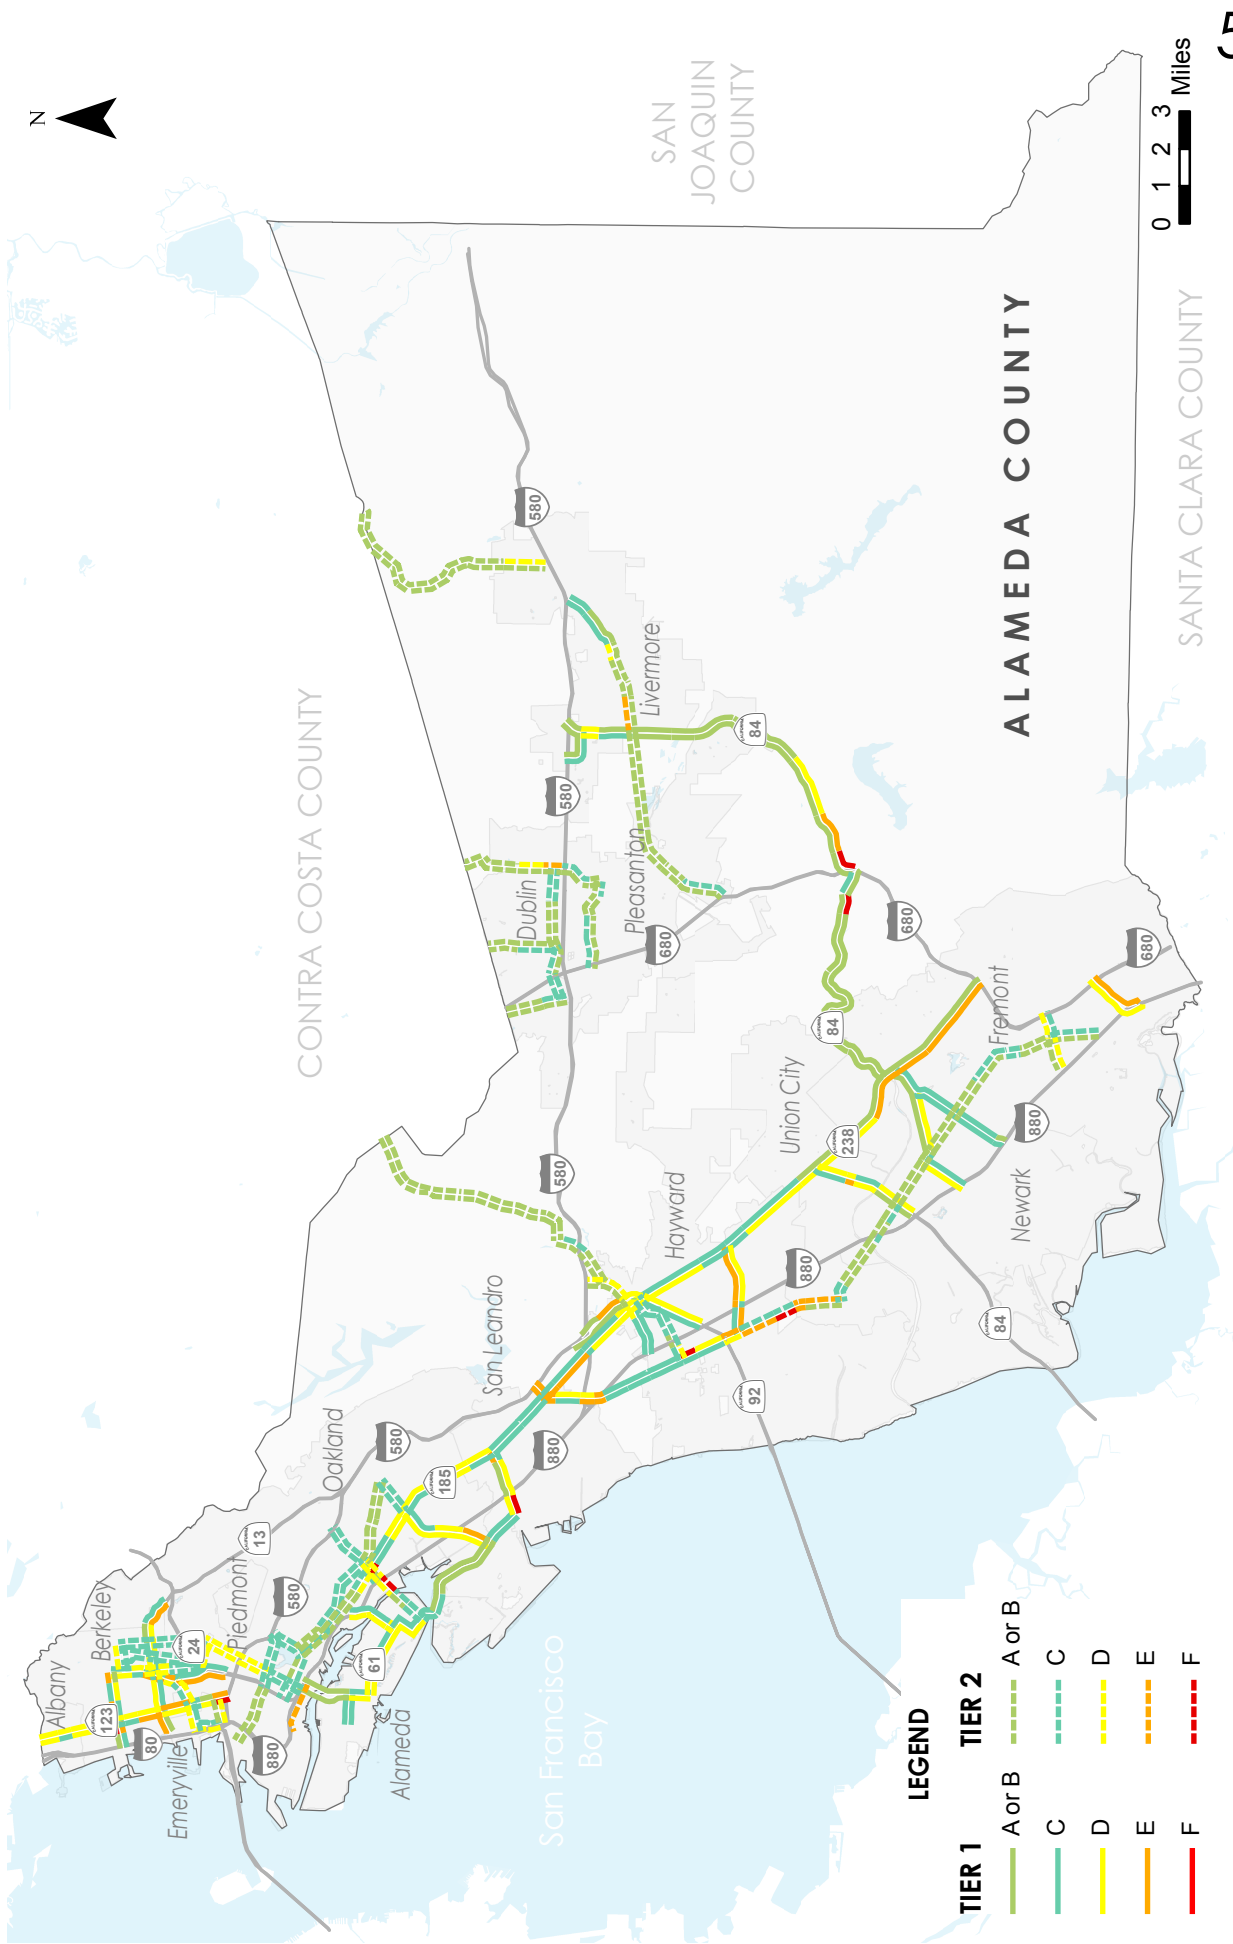 N
5
SAN
JOAQUIN
COUNTY
CONTRA COSTA COUNTY
SANTA CLARA COUNTY
ALAMEDA COUNTY
San Francisco
Bay
Albany
Berkeley
Emeryville
Piedmont
Oakland
Alameda
San Leandro
Hayward
Union City
Newark
Fremont
Dublin
Pleasanton
Livermore
123
80
24
13
580
880
61
580
185
880
580
92
880
238
84
84
880
680
680
680
580
84
580
0 1 2 3 Miles
LEGEND
TIER 1
A or B
C
D
E
F
TIER 2
A or B
C
D
E
F